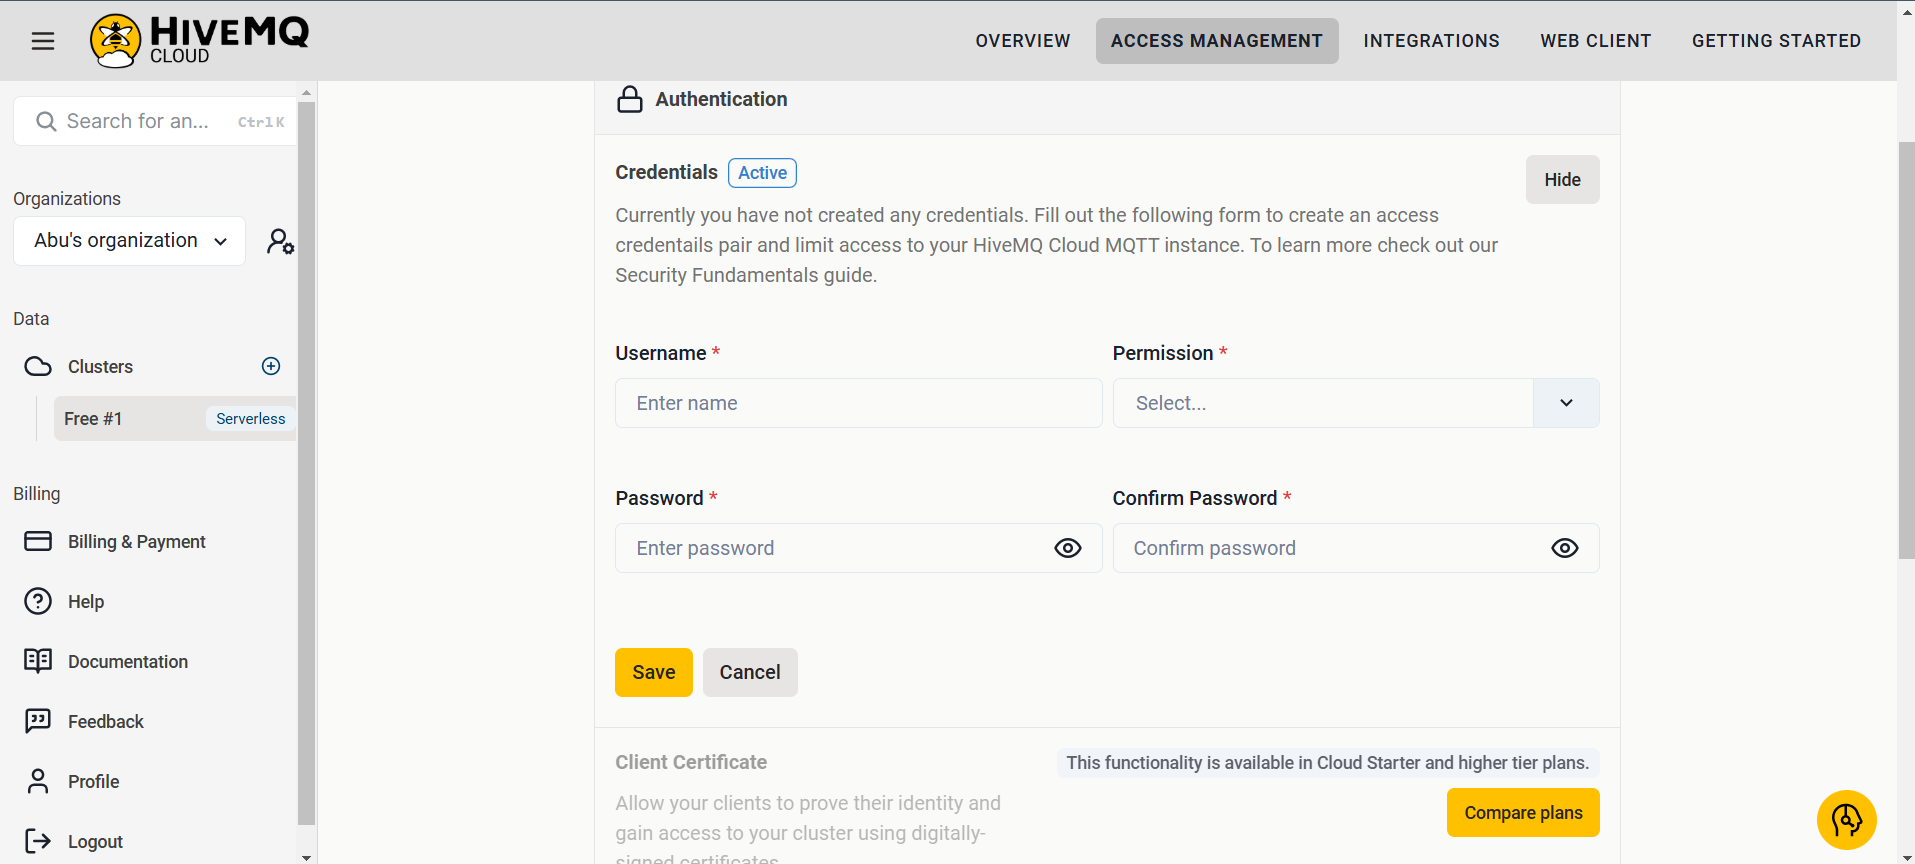 HIVEMQ
CLOUD
OVERVIEW
ACCESS MANAGEMENT
INTEGRATIONS
WEB CLIENT
GETTING STARTED
Search for an...
Ctrl K
Organizations
Abu's organization
Data
Clusters
Free #1
Serverless
Billing
Billing & Payment
Help
Documentation
Feedback
Profile
Logout
Authentication
Credentials
Active
Hide
Currently you have not created any credentials. Fill out the following form to create an access
credentails pair and limit access to your HiveMQ Cloud MQTT instance. To learn more check out our
Security Fundamentals guide.
Username *
Permission *
Enter name
Select...
Password *
Confirm Password *
Enter password
Confirm password
Save
Cancel
Client Certificate
This functionality is available in Cloud Starter and higher tier plans.
Allow your clients to prove their identity and
gain access to your cluster using digitally-
signed certificates
Compare plans